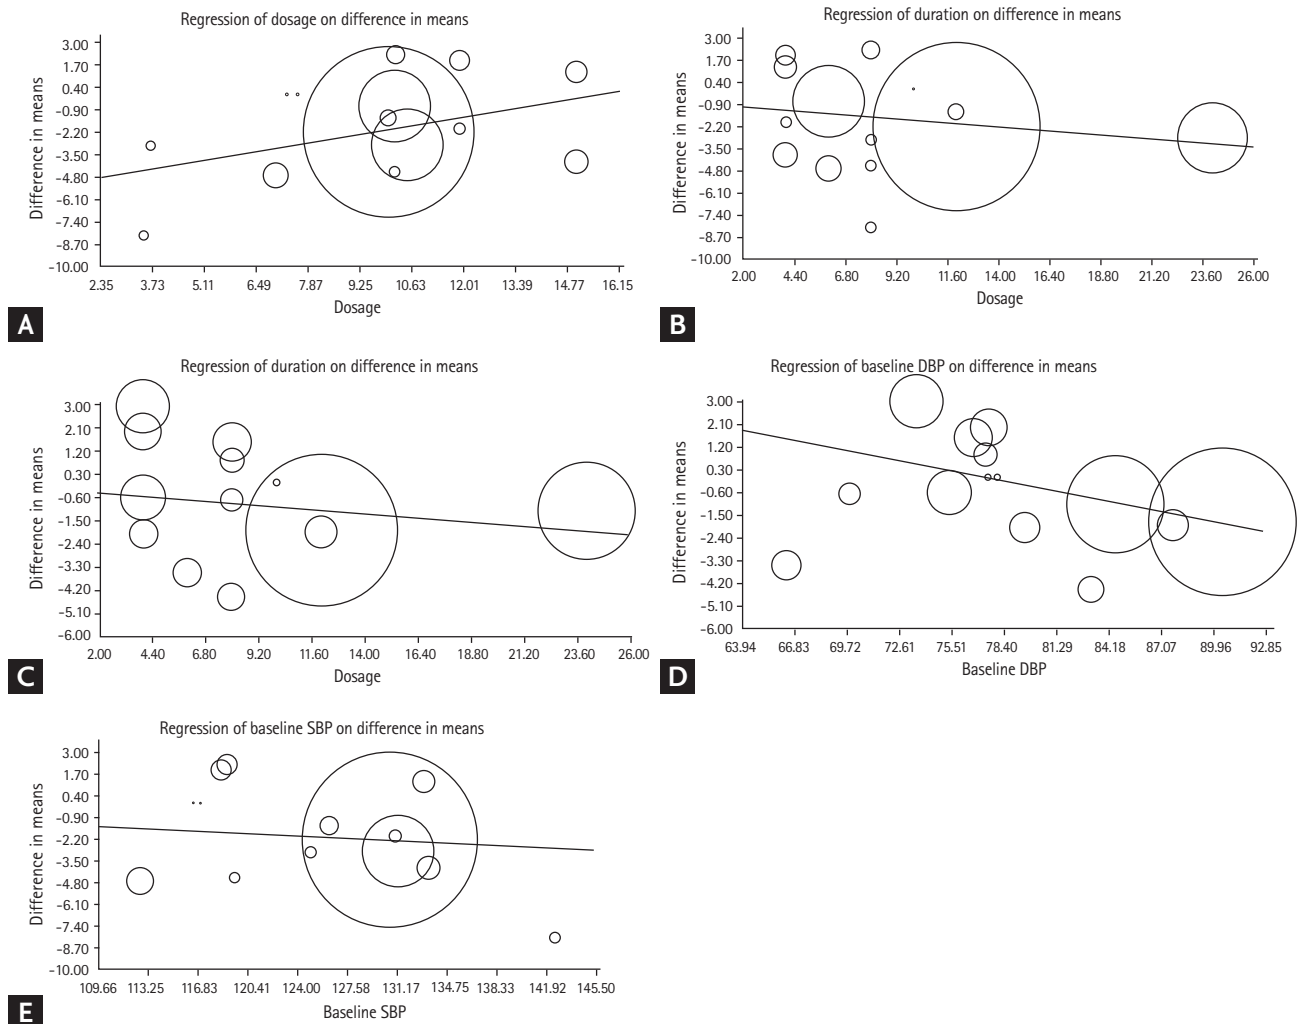 Regression of dosage on difference in means
Difference in means
3.00
1.70
0.40
-0.90
-2.20
-3.50
-4.80
-6.10
-7.40
-8.70
-10.00
2.35 3.73 5.11 6.49 7.87 9.25 10.63 12.01 13.39 14.77 16.15
Dosage
A
Regression of duration on difference in means
Difference in means
3.00
1.70
0.40
-0.90
-2.20
-3.50
-4.80
-6.10
-7.40
-8.70
-10.00
2.00 4.40 6.80 9.20 11.60 14.00 16.40 18.80 21.20 23.60 26.00
Dosage
B
Regression of duration on difference in means
Difference in means
3.00
2.10
1.20
0.30
-0.60
-1.50
-2.40
-3.30
-4.20
-5.10
-6.00
2.00 4.40 6.80 9.20 11.60 14.00 16.40 18.80 21.20 23.60 26.00
Dosage
C
Regression of baseline DBP on difference in means
Difference in means
3.00
2.10
1.20
0.30
-0.60
-1.50
-2.40
-3.30
-4.20
-5.10
-6.00
63.94 66.83 69.72 72.61 75.51 78.40 81.29 84.18 87.07 89.96 92.85
Baseline DBP
D
Regression of baseline SBP on difference in means
Difference in means
3.00
1.70
0.40
-0.90
-2.20
-3.50
-4.80
-6.10
-7.40
-8.70
-10.00
109.66 113.25 116.83 120.41 124.00 127.58 131.17 134.75 138.33 141.92 145.50
Baseline SBP
E